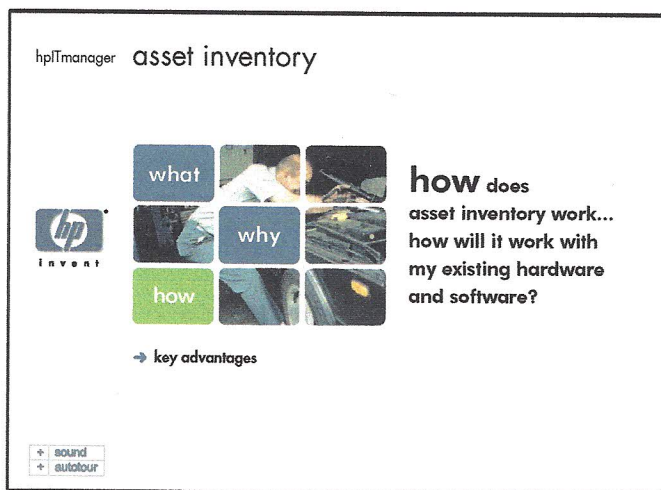 hpITmanager asset inventory
what
why
how
how does
asset inventory work...
how will it work with
my existing hardware
and software?
hp
invent
→ key advantages
+ sound
+ autotour